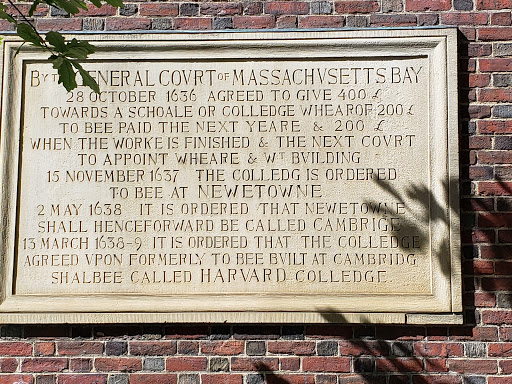 BY THE GENERAL COVRT OF MASSACHVSETTS BAY
28 OCTOBER 1636 AGREED TO GIVE 400 £
TOWARDS A SCHOALE OR COLLEDGE WHEAROF 200 £
TO BEE PAID THE NEXT YEARE & 200 £
WHEN THE WORKE IS FINISHED & THE NEXT COVRT
TO APPOINT WHEARE & WT BVILDING
15 NOVEMBER 1637 THE COLLEDG IS ORDERED
TO BEE AT NEWETOWNE
2 MAY 1638 IT IS ORDERED THAT NEWETOWNE
SHALL HENCEFORWARD BE CALLED CAMBRIGE
13 MARCH 1638-9 IT IS ORDERED THAT THE COLLEDGE
AGREED VPON FORMERLY TO BEE BVILT AT CAMBRIDG
SHALBEE CALLED HARVARD COLLEDGE.